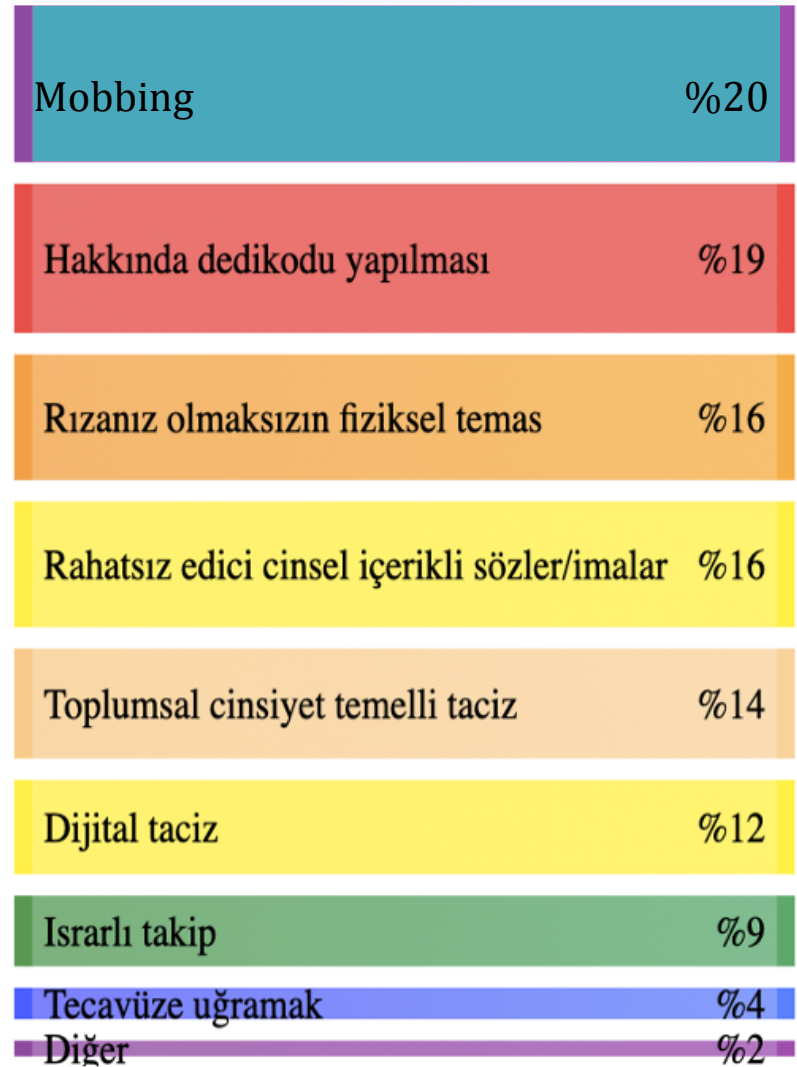 Mobbing %20
Hakkında dedikodu yapılması %19
Rızanız olmaksızın fiziksel temas %16
Rahatsız edici cinsel içerikli sözler/imalar %16
Toplumsal cinsiyet temelli taciz %14
Dijital taciz %12
Israrlı takip %9
Tecavüze uğramak %4
Diğer %2